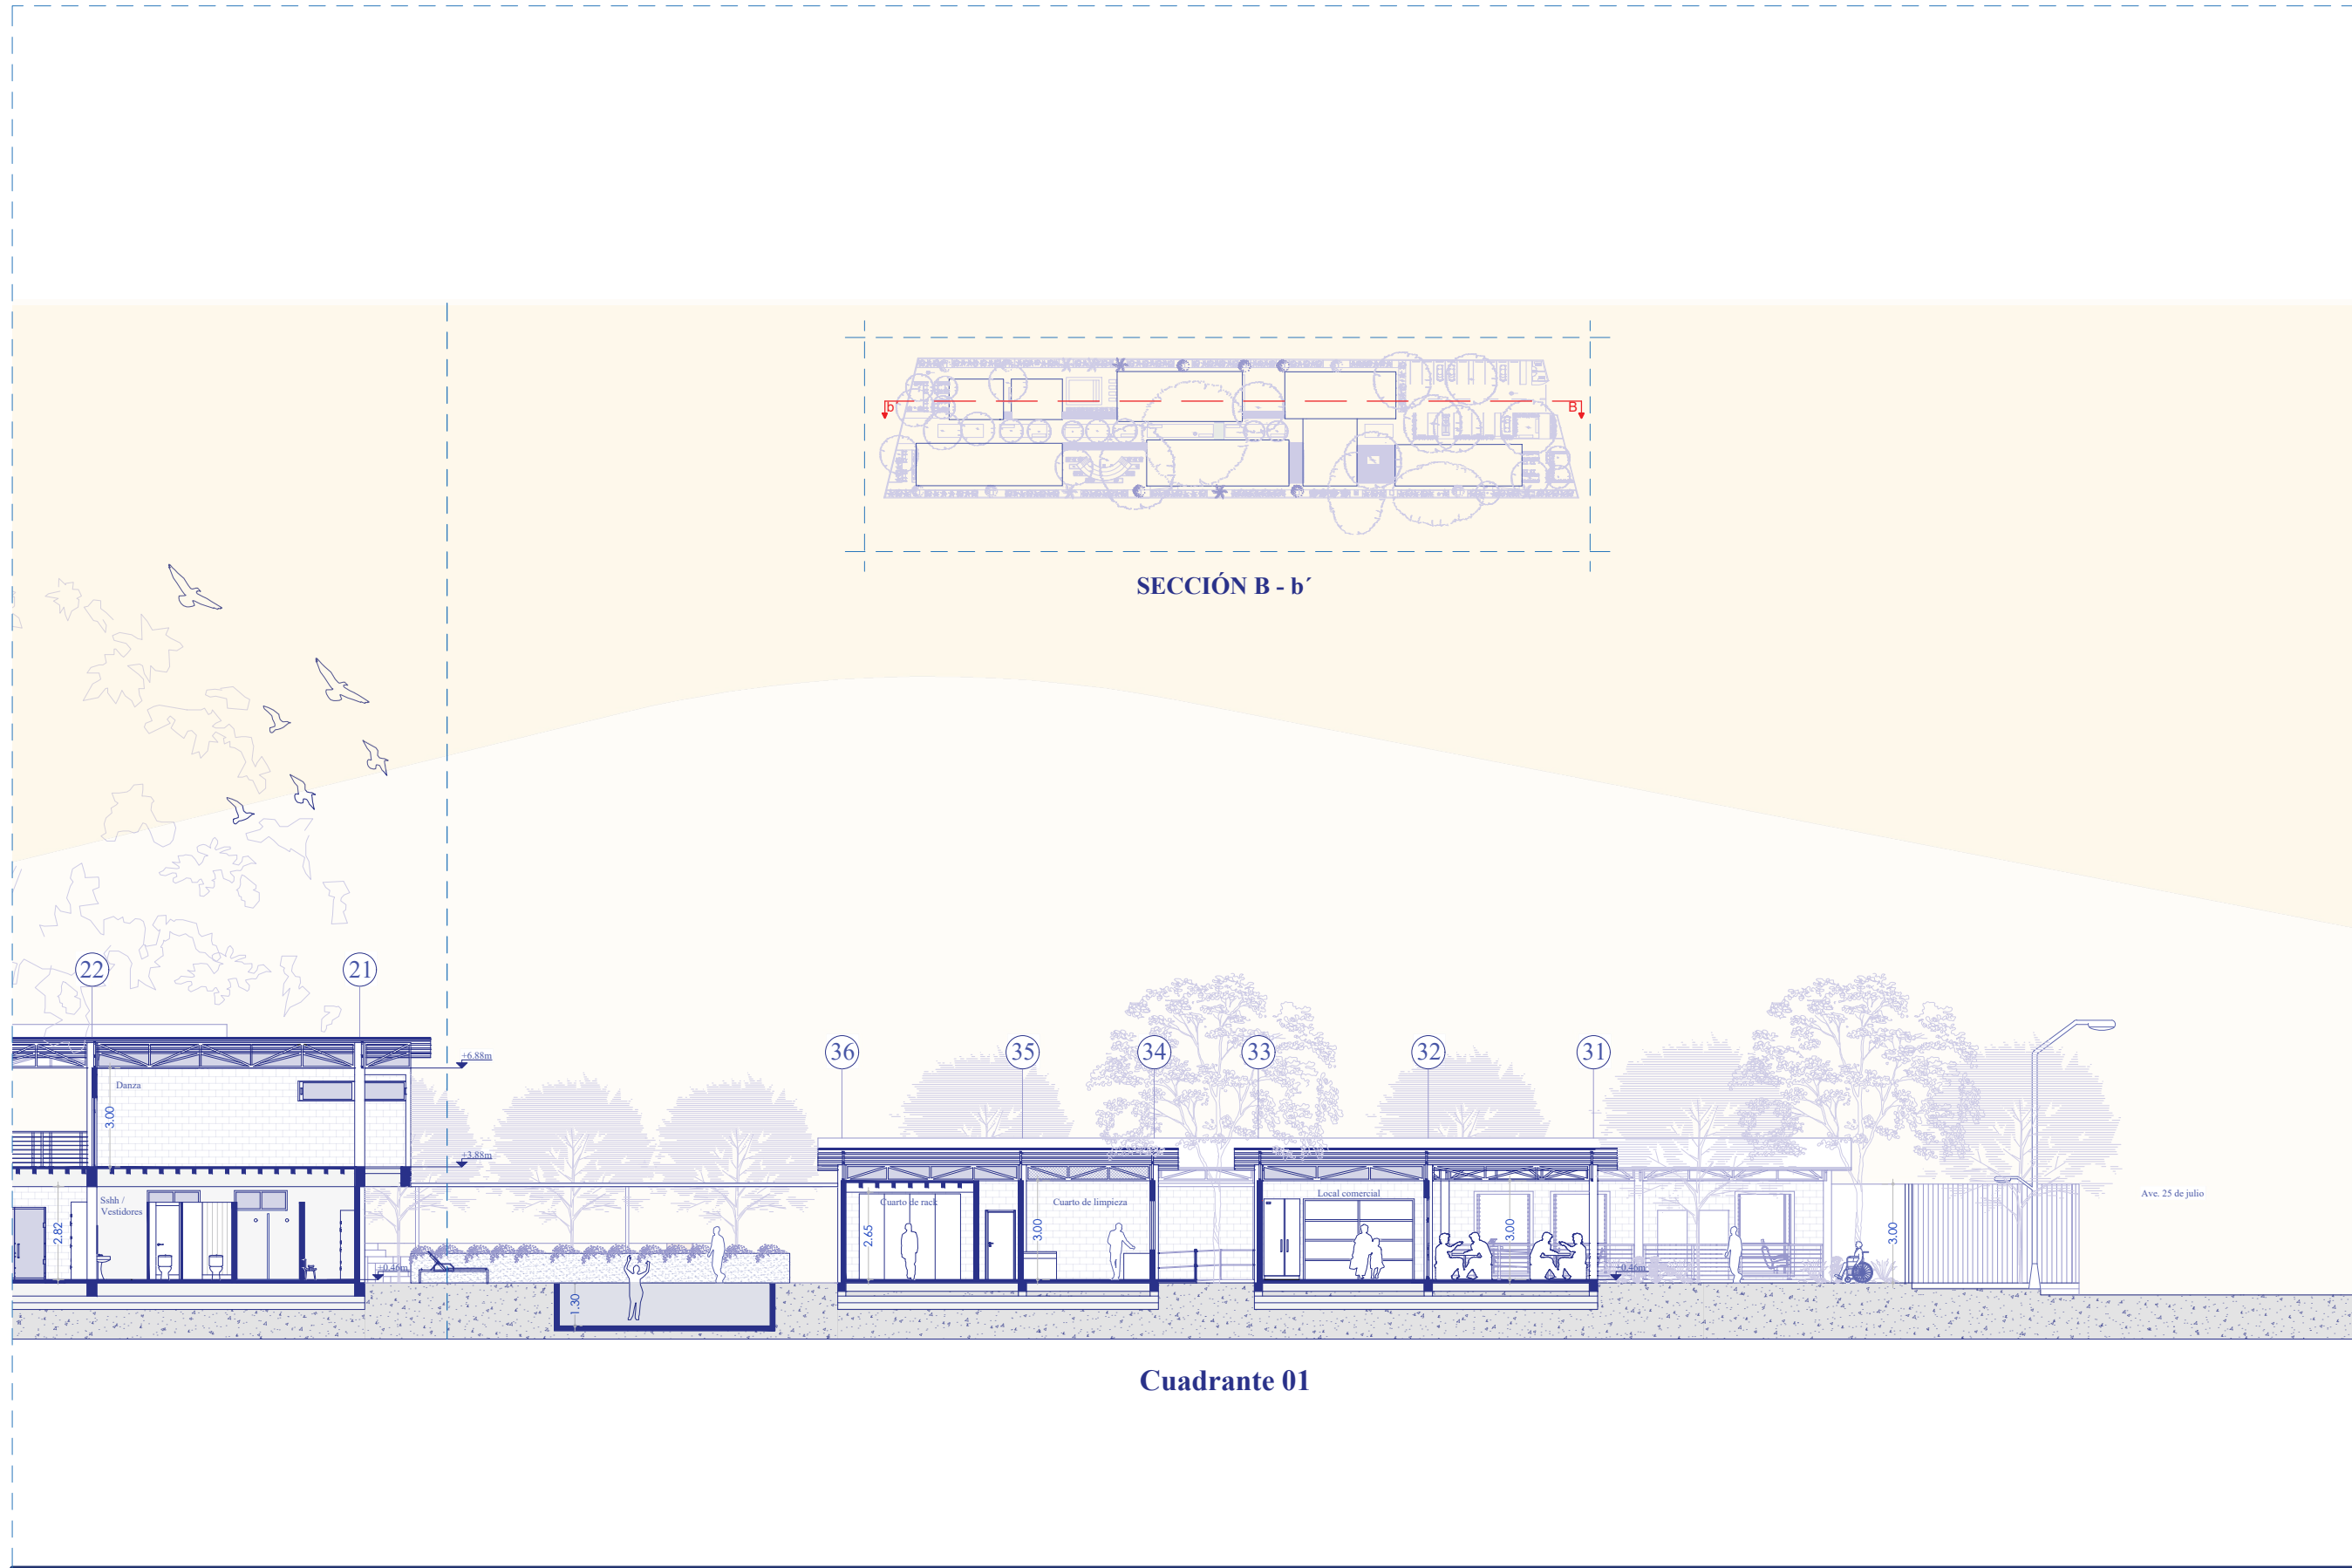 b´
B
SECCIÓN B - b´
22
21
36
35
34
33
32
31
+6.88m
Danza
3.00
+3.88m
Sshh /
Vestidores
2.82
+0.46m
1.30
Cuarto de rack
2.65
Cuarto de limpieza
3.00
Local comercial
3.00
+0.46m
3.00
Ave. 25 de julio
Cuadrante 01